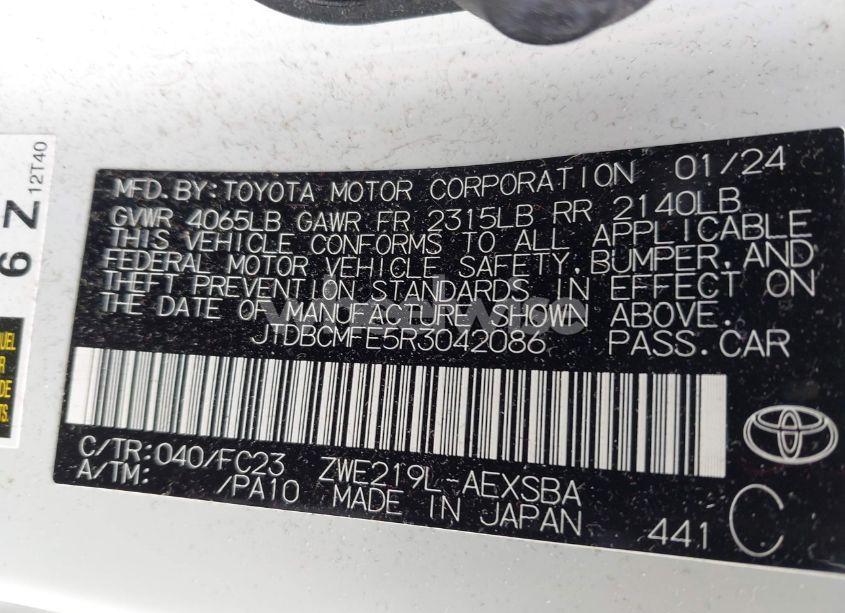 MFD.BY:TOYOTA MOTOR CORPORATION 01/24
GVWR 4065LB GAWR FR 2315LB RR 2140LB
THIS VEHICLE CONFORMS TO ALL APPLICABLE
FEDERAL MOTOR VEHICLE SAFETY, BUMPER, AND
THEFT PREVENTION STANDARDS IN EFFECT ON
THE DATE OF MANUFACTURE SHOWN ABOVE.
JTDBCMFE5R3042086 PASS.CAR
C/TR:040/FC23 ZWE219L-AEXSBA
A/TM: /PA10 MADE IN JAPAN
441 C
6 Z 12T40